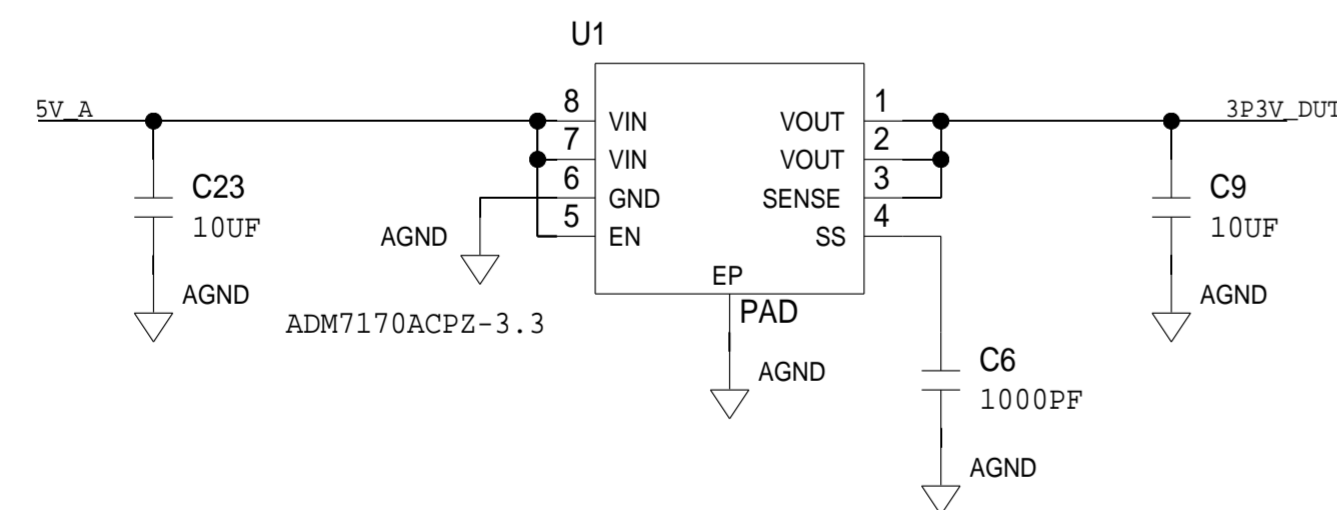 U1
5V_A
8
VIN
VOUT
1
3P3V_DUT
7
VIN
VOUT
2
6
GND
SENSE
3
5
EN
SS
4
C23
10UF
AGND
AGND
C9
10UF
AGND
EP
PAD
ADM7170ACPZ-3.3
AGND
C6
1000PF
AGND